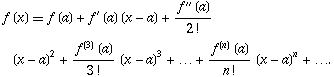 f (x) = f (a) + f′ (a) (x − a) + f″ (a) / 2 !
(x − a)² + f⁽³⁾ (a) / 3 ! (x − a)³ + … + f⁽ⁿ⁾ (a) / n ! (x − a)ⁿ + ….